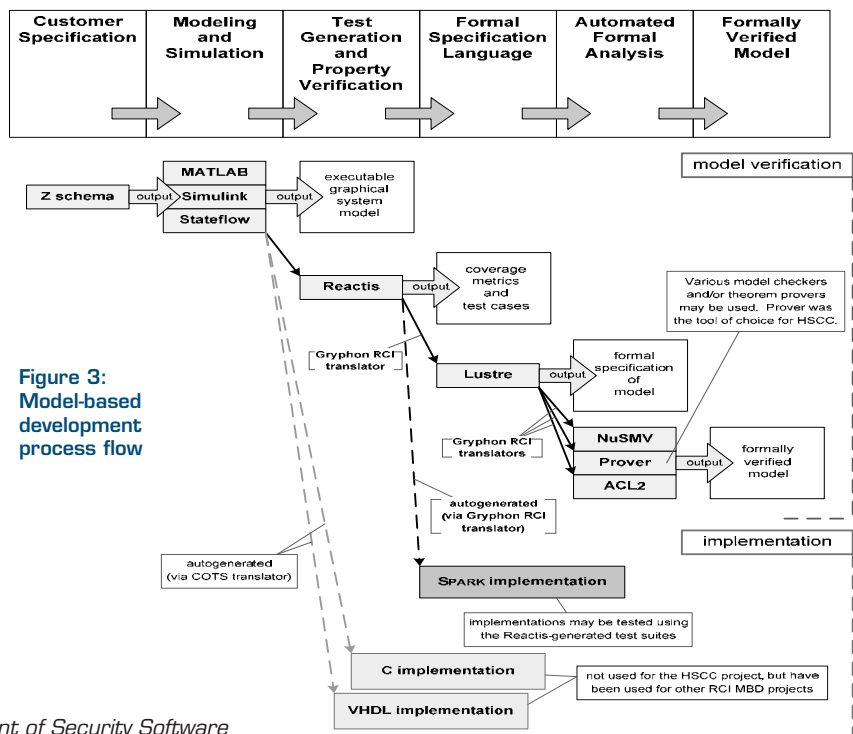 Customer
Specification
Modeling
and
Simulation
Test
Generation
and
Property
Verification
Formal
Specification
Language
Automated
Formal
Analysis
Formally
Verified
Model
model verification
Z schema
output
MATLAB
Simulink
Stateflow
output
executable
graphical
system
model
Reactis
output
coverage
metrics
and
test cases
Various model checkers
and/or theorem provers
may be used. Prover was
the tool of choice for HSCC.
Gryphon RCI
translator
Figure 3:
Model-based
development
process flow
Lustre
output
formal
specification
of
model
Gryphon RCI
translators
NuSMV
Prover
ACL2
output
formally
verified
model
autogenerated
(via Gryphon RCI
translator)
implementation
autogenerated
(via COTS translator)
SPARK implementation
implementations may be tested using
the Reactis-generated test suites
C implementation
VHDL implementation
not used for the HSCC project, but have
been used for other RCI MBD projects
nt of Security Software